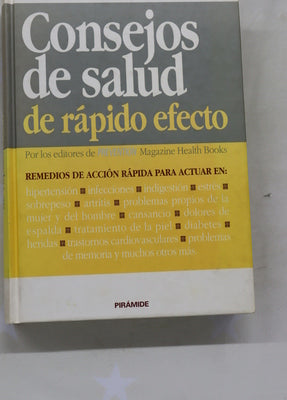 Consejos
de salud
de rápido efecto
Por los editores de Magazine Health Books
REMEDIOS DE ACCIÓN RÁPIDA PARA ACTUAR EN:
hipertensión infecciones indigestión estrés
sobrepeso artritis problemas propios de la
mujer y del hombre cansancio dolores de
espalda tratamiento de la piel diabetes
heridas trastornos cardiovasculares problemas
de memoria y muchos otros más.
PIRÁMIDE